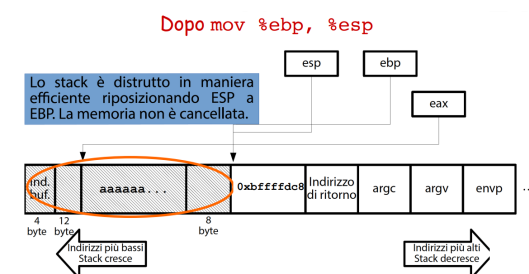 Dopo mov %ebp, %esp
esp
ebp
Lo stack è distrutto in maniera
efficiente riposizionando ESP a
EBP. La memoria non è cancellata.
eax
ind.
buf.
aaaaaa...
0xbffffdc8
Indirizzo
di ritorno
argc
argv
envp
...
4
byte
12
byte
8
byte
Indirizzi più bassi
Stack cresce
Indirizzi più alti
Stack decresce